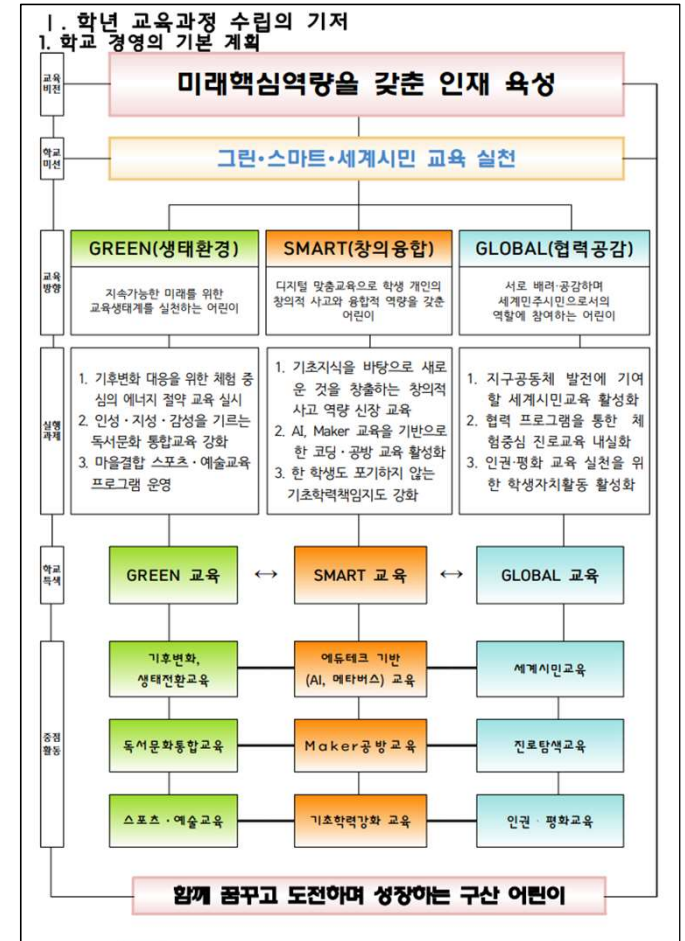 Ⅰ. 학년 교육과정 수립의 기저
1. 학교 경영의 기본 계획
교육
비전
미래핵심역량을 갖춘 인재 육성
학교
미션
그린·스마트·세계시민 교육 실천
교육
방향
GREEN(생태환경)
지속가능한 미래를 위한
교육생태계를 실천하는 어린이
SMART(창의융합)
디지털 맞춤교육으로 학생 개인의
창의적 사고와 융합적 역량을 갖춘
어린이
GLOBAL(협력공감)
서로 배려·공감하며
세계민주시민으로서의
역할에 참여하는 어린이
실행
과제
1. 기후변화 대응을 위한 체험 중
심의 에너지 절약 교육 실시
2. 인성·지성·감성을 기르는
독서문화 통합교육 강화
3. 마을결합 스포츠·예술교육
프로그램 운영
1. 기초지식을 바탕으로 새로
운 것을 창출하는 창의적
사고 역량 신장 교육
2. AI, Maker 교육을 기반으로
한 코딩·공방 교육 활성화
3. 한 학생도 포기하지 않는
기초학력책임지도 강화
1. 지구공동체 발전에 기여
할 세계시민교육 활성화
2. 협력 프로그램을 통한 체
험중심 진로교육 내실화
3. 인권·평화 교육 실천을 위
한 학생자치활동 활성화
학교
특색
GREEN 교육
↔
SMART 교육
↔
GLOBAL 교육
중점
활동
기후변화,
생태전환교육
에듀테크 기반
(AI, 메타버스) 교육
세계시민교육
독서문화통합교육
Maker공방교육
진로탐색교육
스포츠·예술교육
기초학력강화 교육
인권·평화교육
함께 꿈꾸고 도전하며 성장하는 구산 어린이